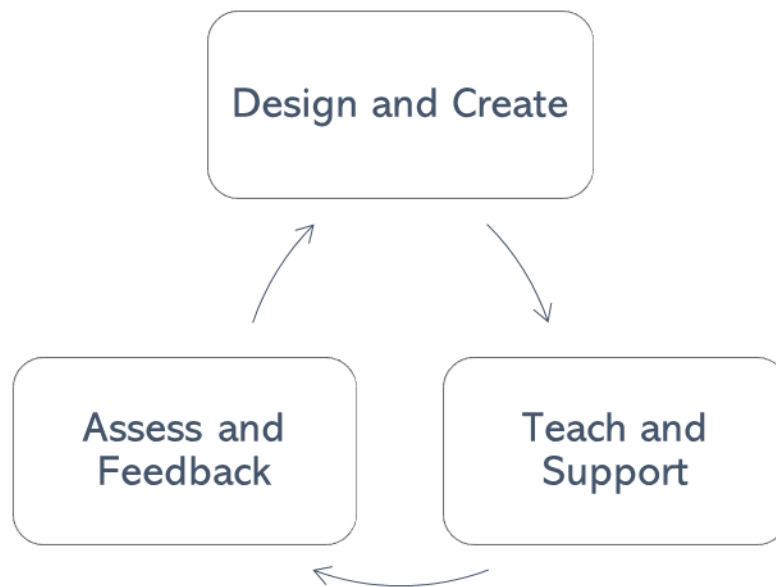 Design and Create
Assess and
Feedback
Teach and
Support